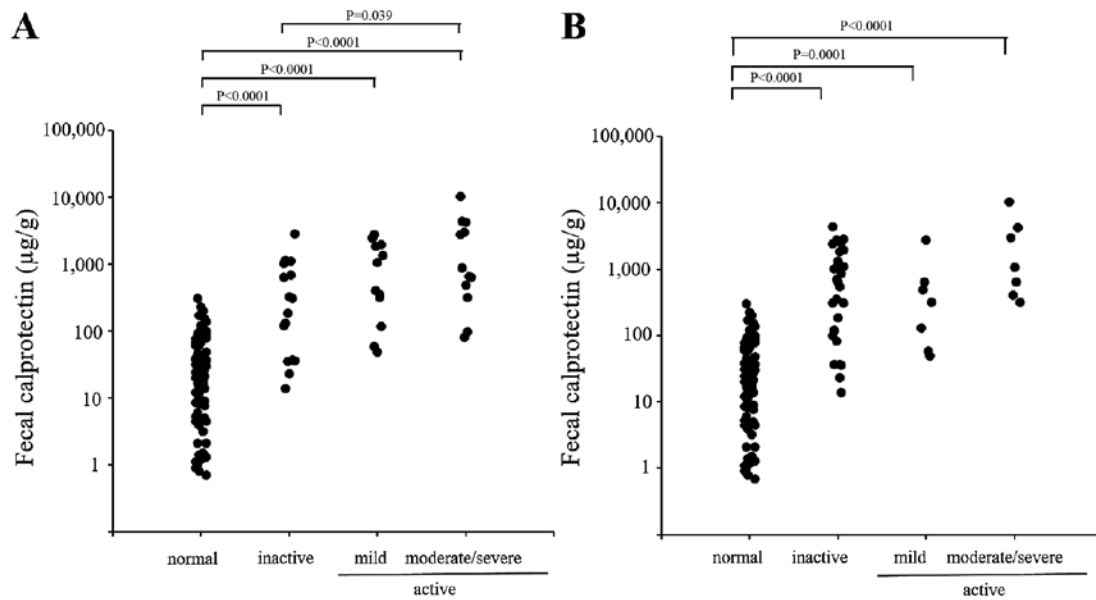 A
P=0.039
P<0.0001
P<0.0001
P<0.0001
100,000
10,000
1,000
100
10
1
Fecal calprotectin (µg/g)
normal inactive mild moderate/severe
active
B
P<0.0001
P=0.0001
P<0.0001
100,000
10,000
1,000
100
10
1
Fecal calprotectin (µg/g)
normal inactive mild moderate/severe
active